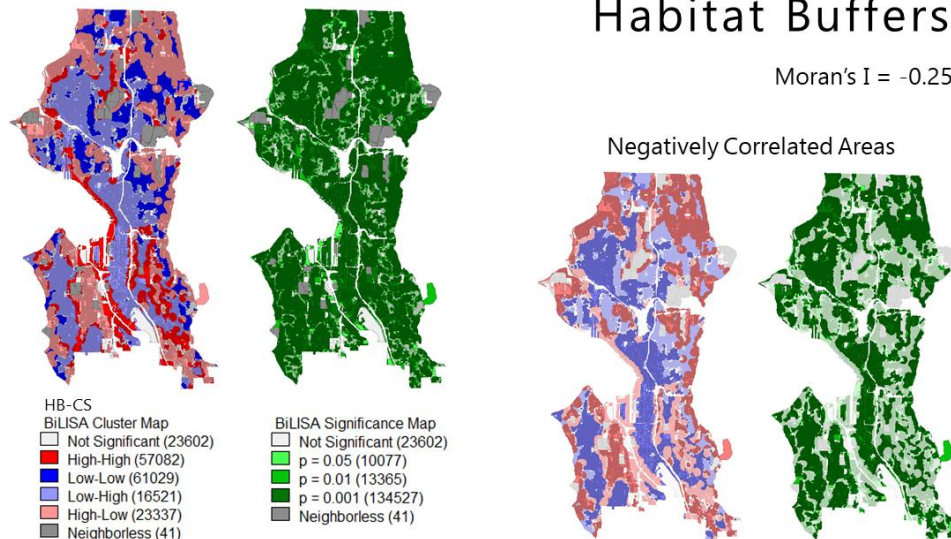 Habitat Buffers
Moran's I = -0.25
Negatively Correlated Areas
HB-CS
BiLISA Cluster Map
Not Significant (23602)
High-High (57082)
Low-Low (61029)
Low-High (16521)
High-Low (23337)
Neighborless (41)
BiLISA Significance Map
Not Significant (23602)
p = 0.05 (10077)
p = 0.01 (13365)
p = 0.001 (134527)
Neighborless (41)